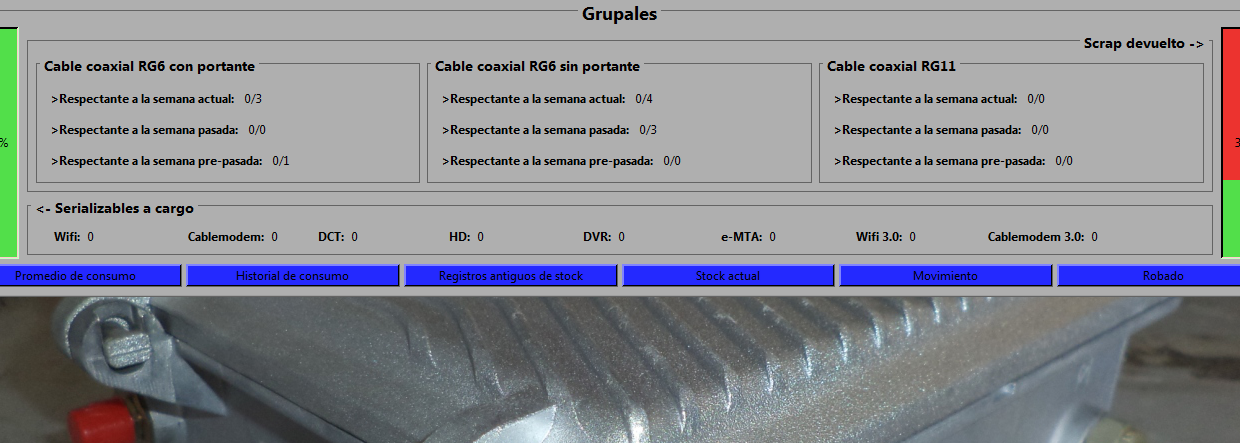 Grupales
Scrap devuelto ->
Cable coaxial RG6 con portante
Cable coaxial RG6 sin portante
Cable coaxial RG11
>Respectante a la semana actual: 0/3
>Respectante a la semana actual: 0/4
>Respectante a la semana actual: 0/0
>Respectante a la semana pasada: 0/0
>Respectante a la semana pasada: 0/3
>Respectante a la semana pasada: 0/0
%
3
>Respectante a la semana pre-pasada: 0/1
>Respectante a la semana pre-pasada: 0/0
>Respectante a la semana pre-pasada: 0/0
<- Serializables a cargo
Wifi: 0 Cablemodem: 0 DCT: 0 HD: 0 DVR: 0 e-MTA: 0 Wifi 3.0: 0 Cablemodem 3.0: 0
Promedio de consumo Historial de consumo Registros antiguos de stock Stock actual Movimiento Robado